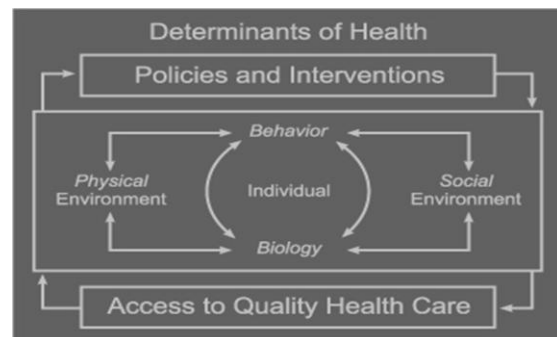 Determinants of Health
Policies and Interventions
Behavior
Physical
Environment
Individual
Social
Environment
Biology
Access to Quality Health Care